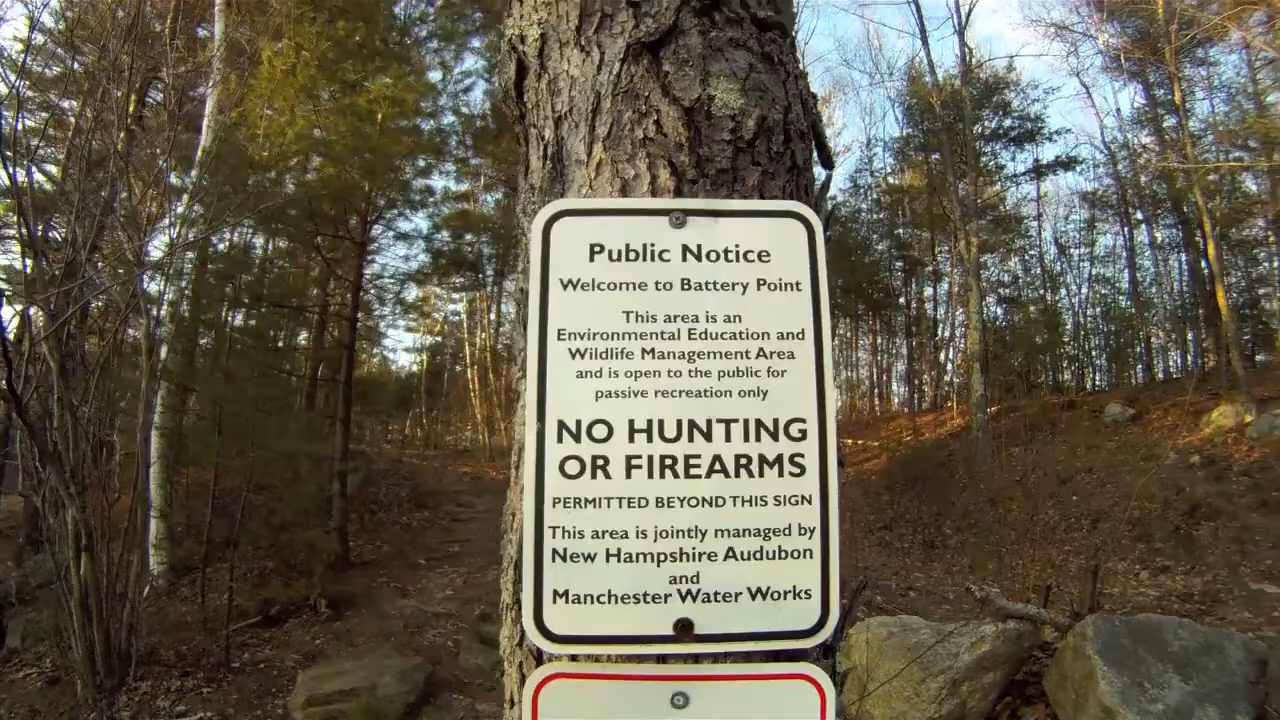 Public Notice
Welcome to Battery Point
This area is an
Environmental Education and
Wildlife Management Area
and is open to the public for
passive recreation only
NO HUNTING
OR FIREARMS
PERMITTED BEYOND THIS SIGN
This area is jointly managed by
New Hampshire Audubon
and
Manchester Water Works